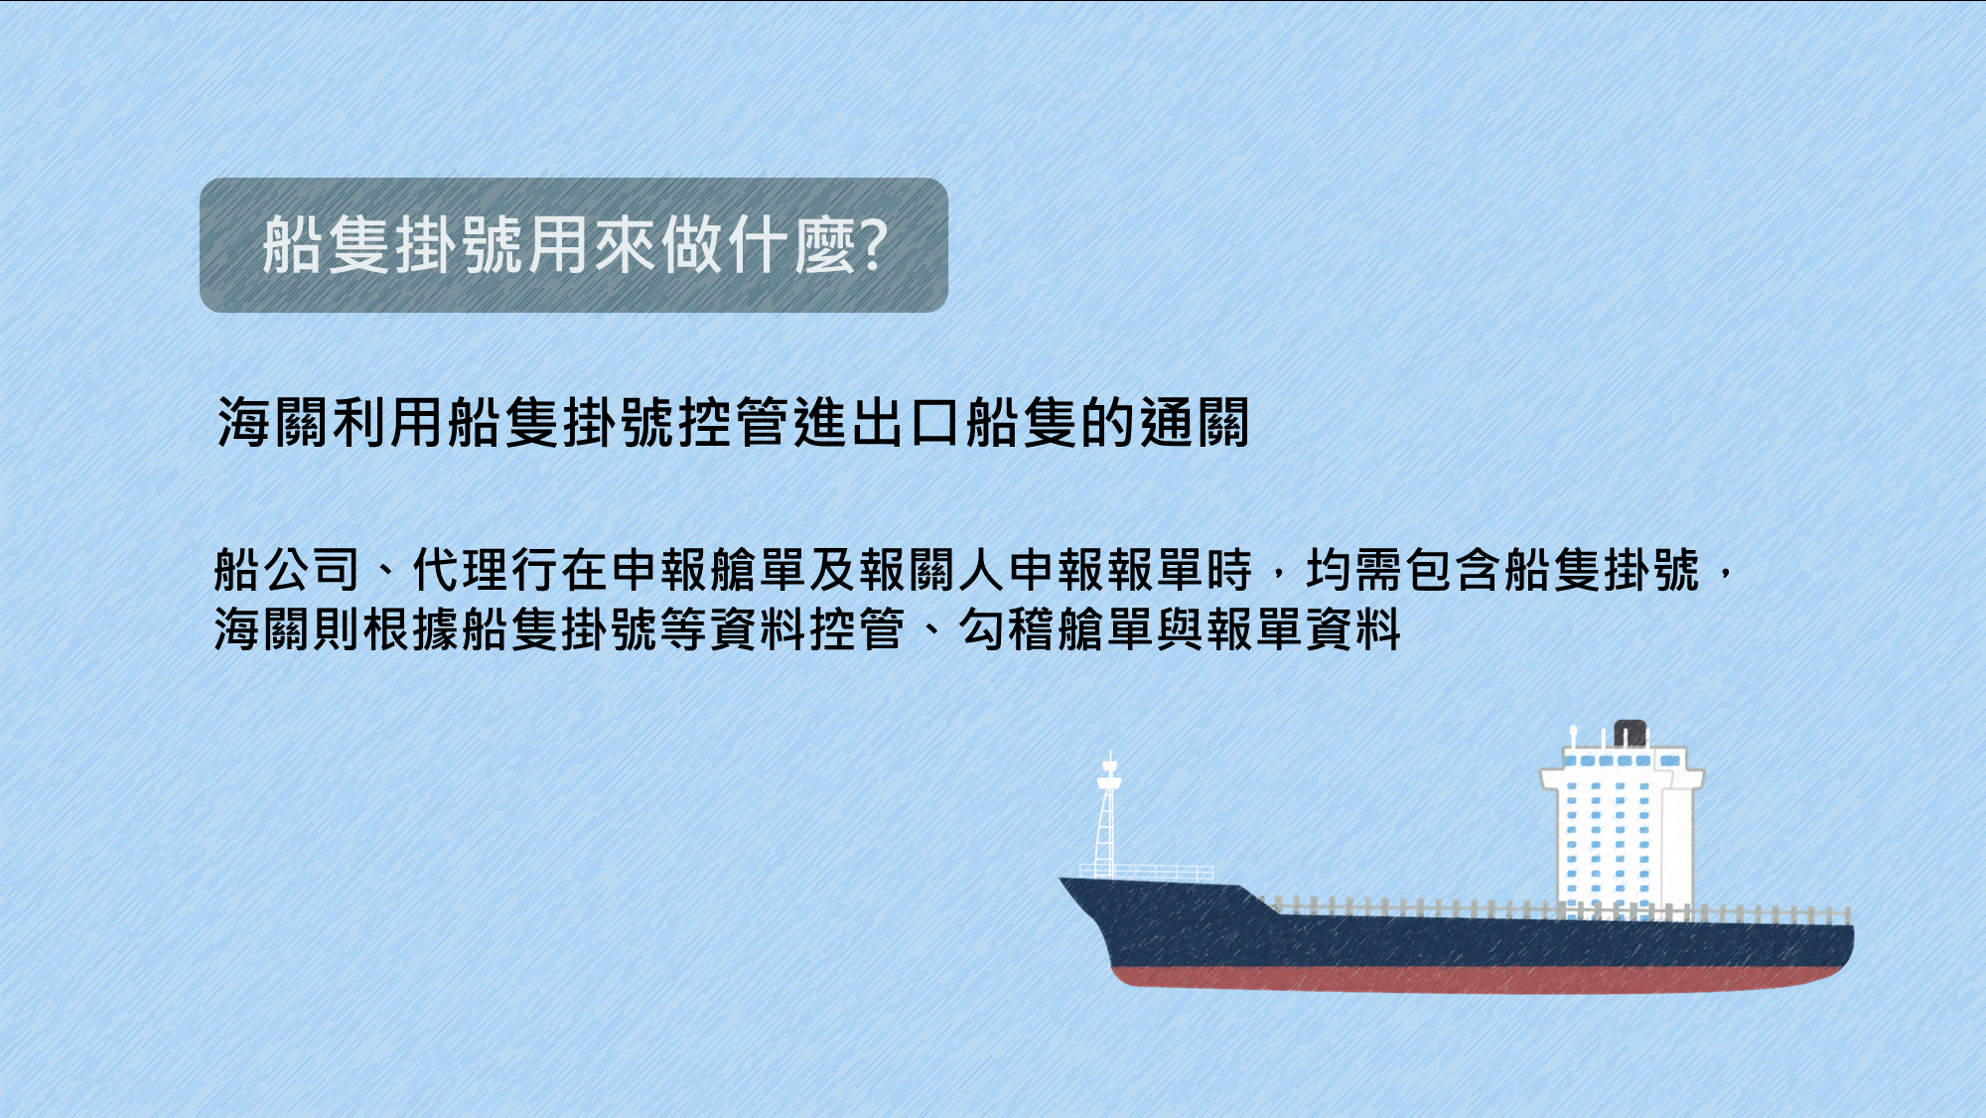 船隻掛號用來做什麼?
海關利用船隻掛號控管進出口船隻的通關
船公司、代理行在申報艙單及報關人申報報單時，均需包含船隻掛號，
海關則根據船隻掛號等資料控管、勾稽艙單與報單資料